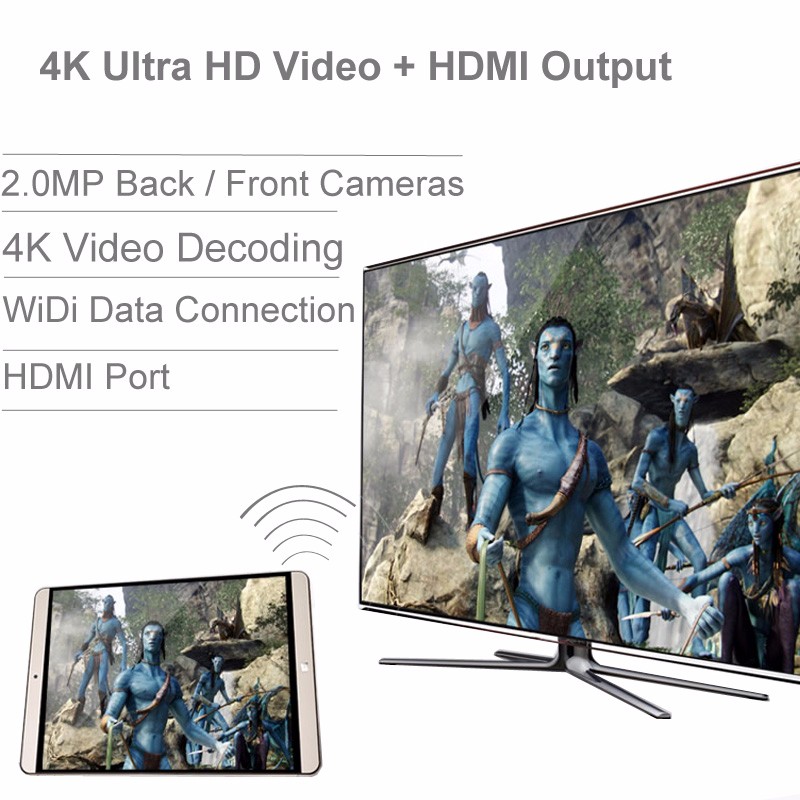 4K Ultra HD Video + HDMI Output
2.0MP Back / Front Cameras
4K Video Decoding
WiDi Data Connection
HDMI Port